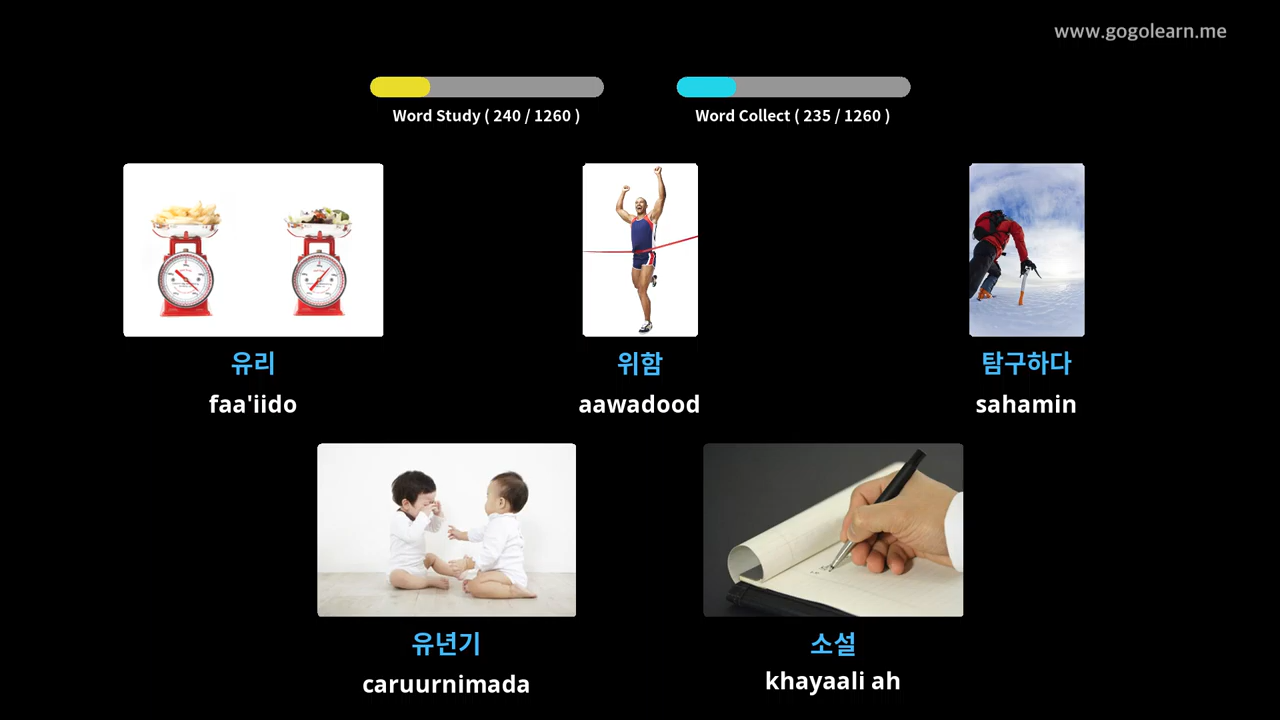 www.gogolearn.me
Word Study ( 240 / 1260 )
Word Collect ( 235 / 1260 )
유리
위함
탐구하다
faa'iido
aawadood
sahamin
유년기
소설
caruurnimada
khayaali ah